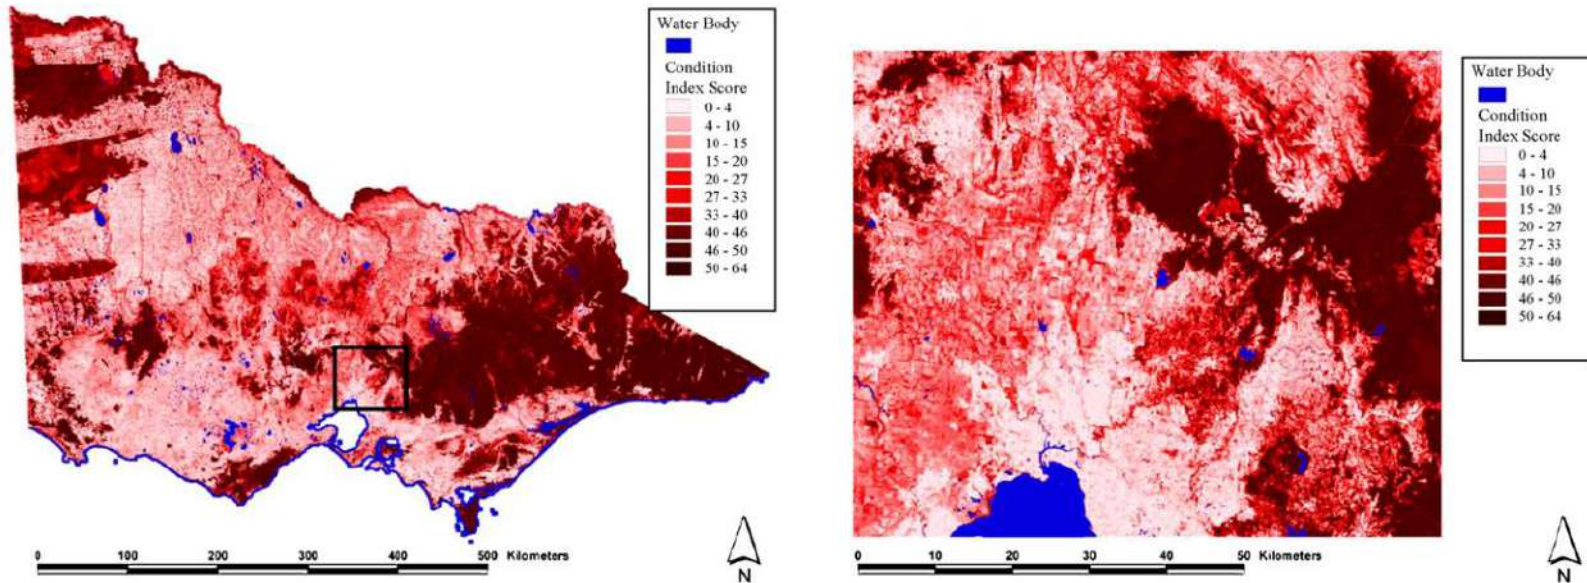 Water Body
Condition
Index Score
0 - 4
4 - 10
10 - 15
15 - 20
20 - 27
27 - 33
33 - 40
40 - 46
46 - 50
50 - 64
0 100 200 300 400 500 Kilometers
N
Water Body
Condition
Index Score
0 - 4
4 - 10
10 - 15
15 - 20
20 - 27
27 - 33
33 - 40
40 - 46
46 - 50
50 - 64
0 10 20 30 40 50 Kilometers
N